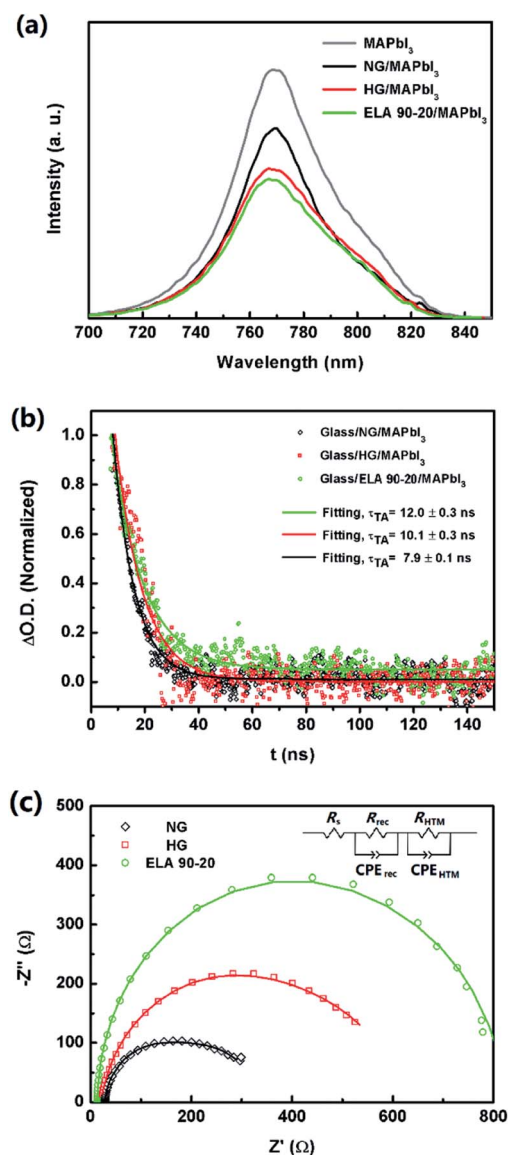 (a)
MAPbI₃
NG/MAPbI₃
HG/MAPbI₃
ELA 90-20/MAPbI₃
Intensity (a. u.)
700 720 740 760 780 800 820 840
Wavelength (nm)
(b)
Glass/NG/MAPbI₃
Glass/HG/MAPbI₃
Glass/ELA 90-20/MAPbI₃
Fitting, τTA= 12.0 ± 0.3 ns
Fitting, τTA= 10.1 ± 0.3 ns
Fitting, τTA= 7.9 ± 0.1 ns
ΔO.D. (Normalized)
1.0
0.8
0.6
0.4
0.2
0.0
0 20 40 60 80 100 120 140
t (ns)
(c)
NG
HG
ELA 90-20
Rs Rrec RHTM
CPErec CPEHTM
-Z'' (Ω)
500
400
300
200
100
0
0 200 400 600 800
Z' (Ω)